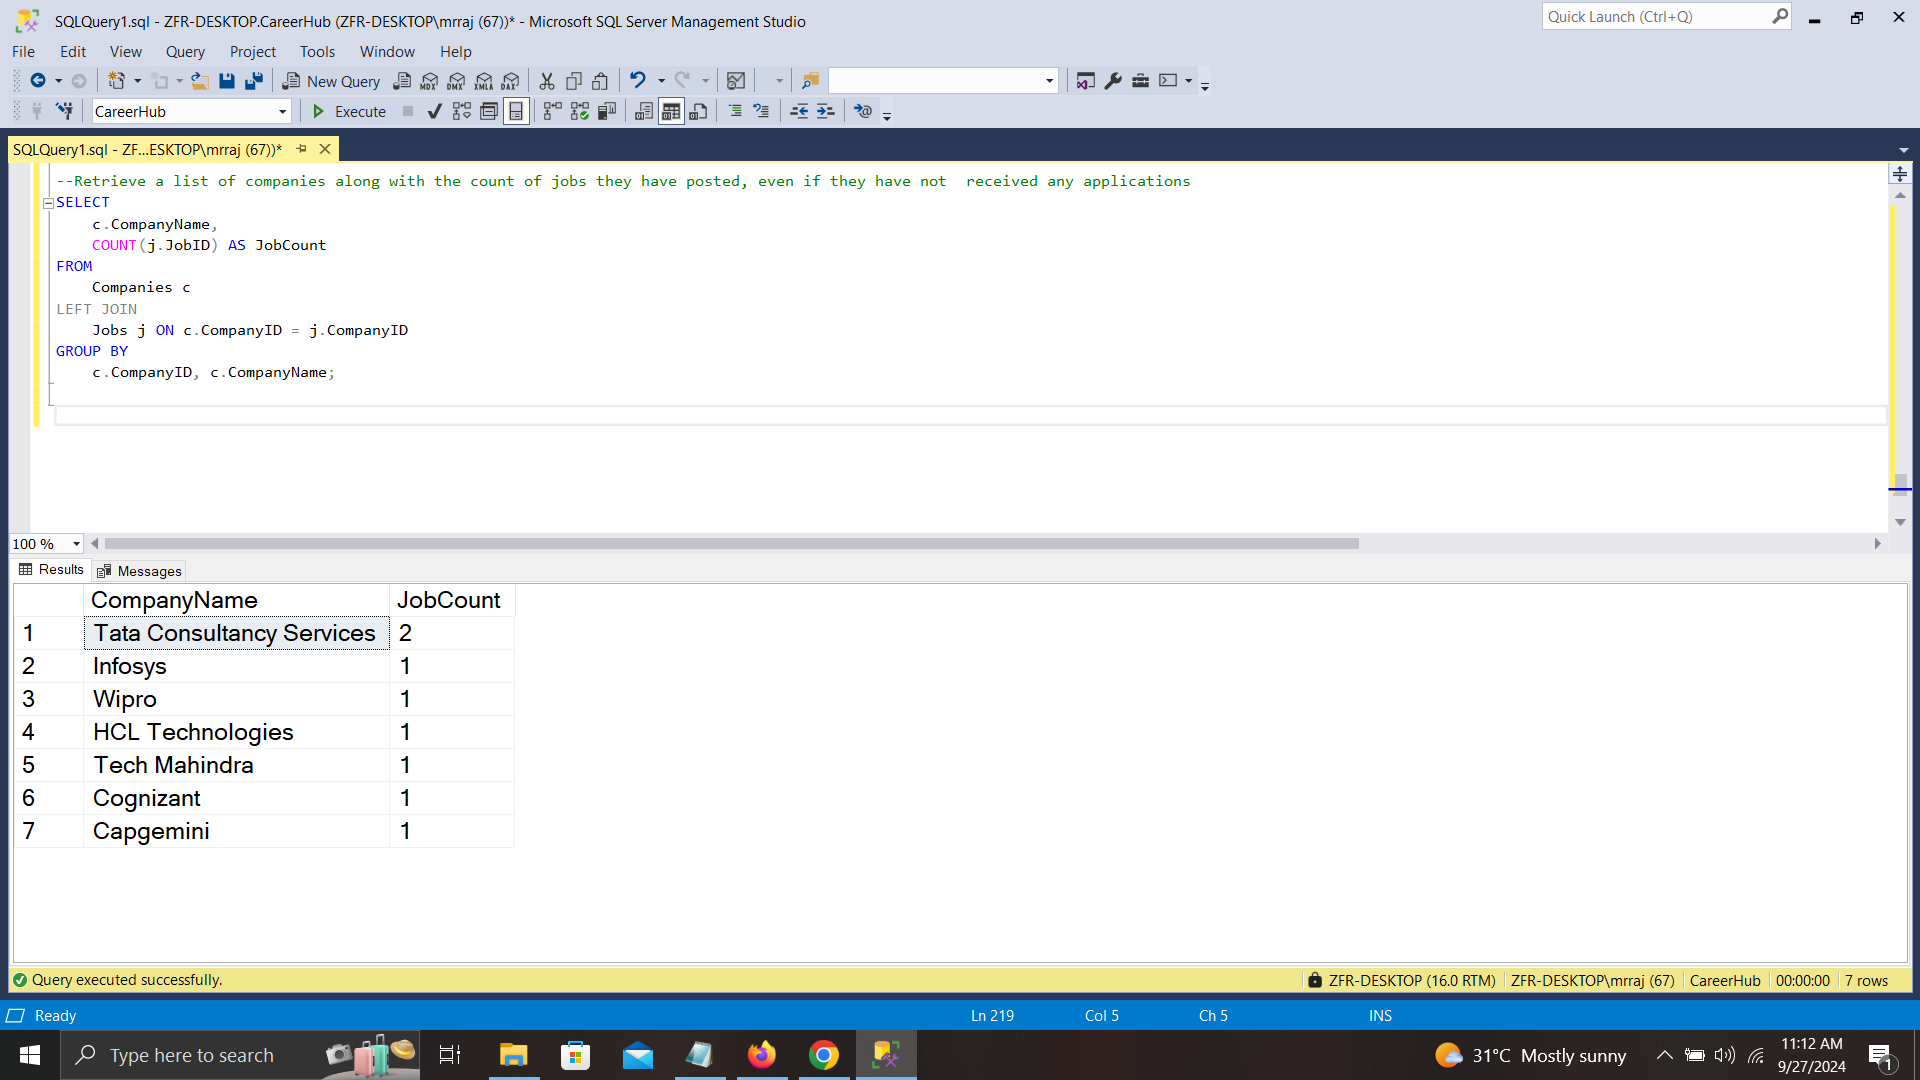 SQLQuery1.sql - ZFR-DESKTOP.CareerHub (ZFR-DESKTOP\mrraj (67))* - Microsoft SQL Server Management Studio
Quick Launch (Ctrl+Q)
File Edit View Query Project Tools Window Help
New Query MDX DMX XMLA DAX
CareerHub Execute
SQLQuery1.sql - ZF...ESKTOP\mrraj (67))*
--Retrieve a list of companies along with the count of jobs they have posted, even if they have not  received any applications
SELECT
c.CompanyName,
COUNT(j.JobID) AS JobCount
FROM
Companies c
LEFT JOIN
Jobs j ON c.CompanyID = j.CompanyID
GROUP BY
c.CompanyID, c.CompanyName;
100 %
Results Messages
CompanyName JobCount
1 Tata Consultancy Services 2
2 Infosys 1
3 Wipro 1
4 HCL Technologies 1
5 Tech Mahindra 1
6 Cognizant 1
7 Capgemini 1
Query executed successfully. ZFR-DESKTOP (16.0 RTM) ZFR-DESKTOP\mrraj (67) CareerHub 00:00:00 7 rows
Ready Ln 219 Col 5 Ch 5 INS
Type here to search
31°C Mostly sunny
11:12 AM
9/27/2024
1